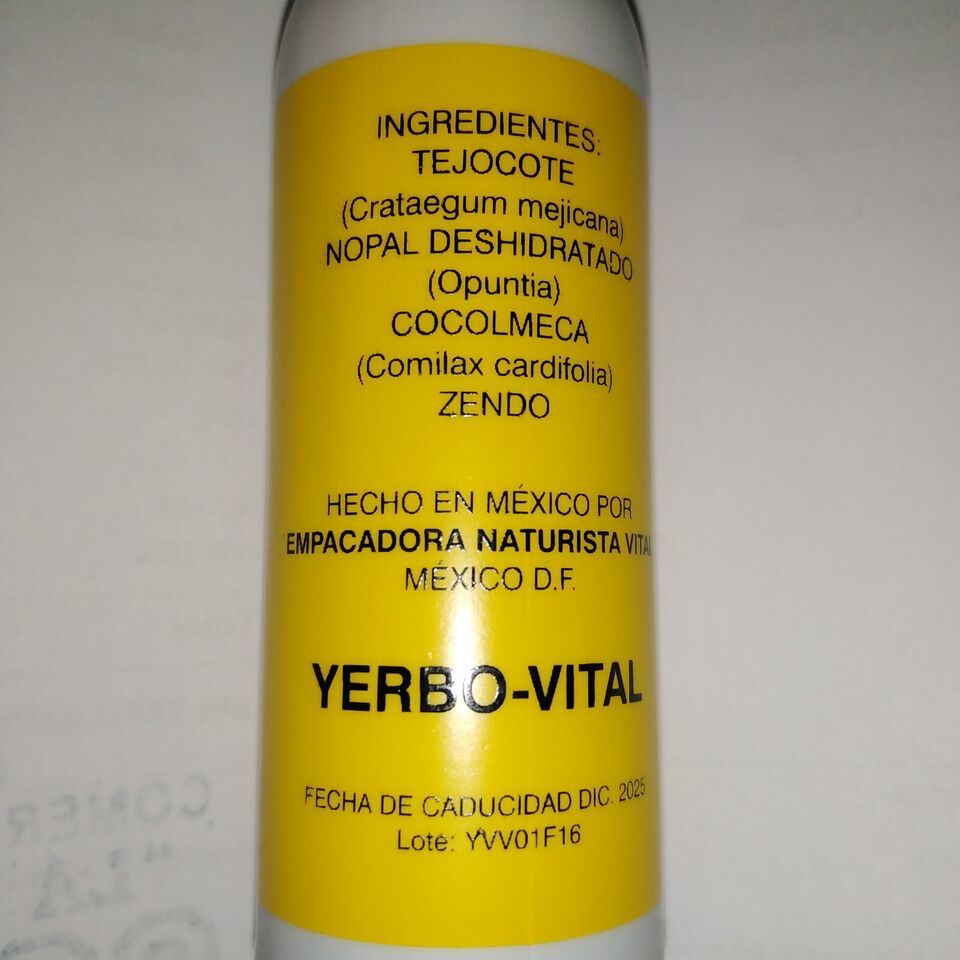 INGREDIENTES:
TEJOCOTE
(Crataegum mejicana)
NOPAL DESHIDRATADO
(Opuntia)
COCOLMECA
(Comilax cardifolia)
ZENDO
HECHO EN MÉXICO POR
EMPACADORA NATURISTA VITAL
MÉXICO D.F.
YERBO-VITAL
FECHA DE CADUCIDAD DIC. 2025
Lote: YVV01F16